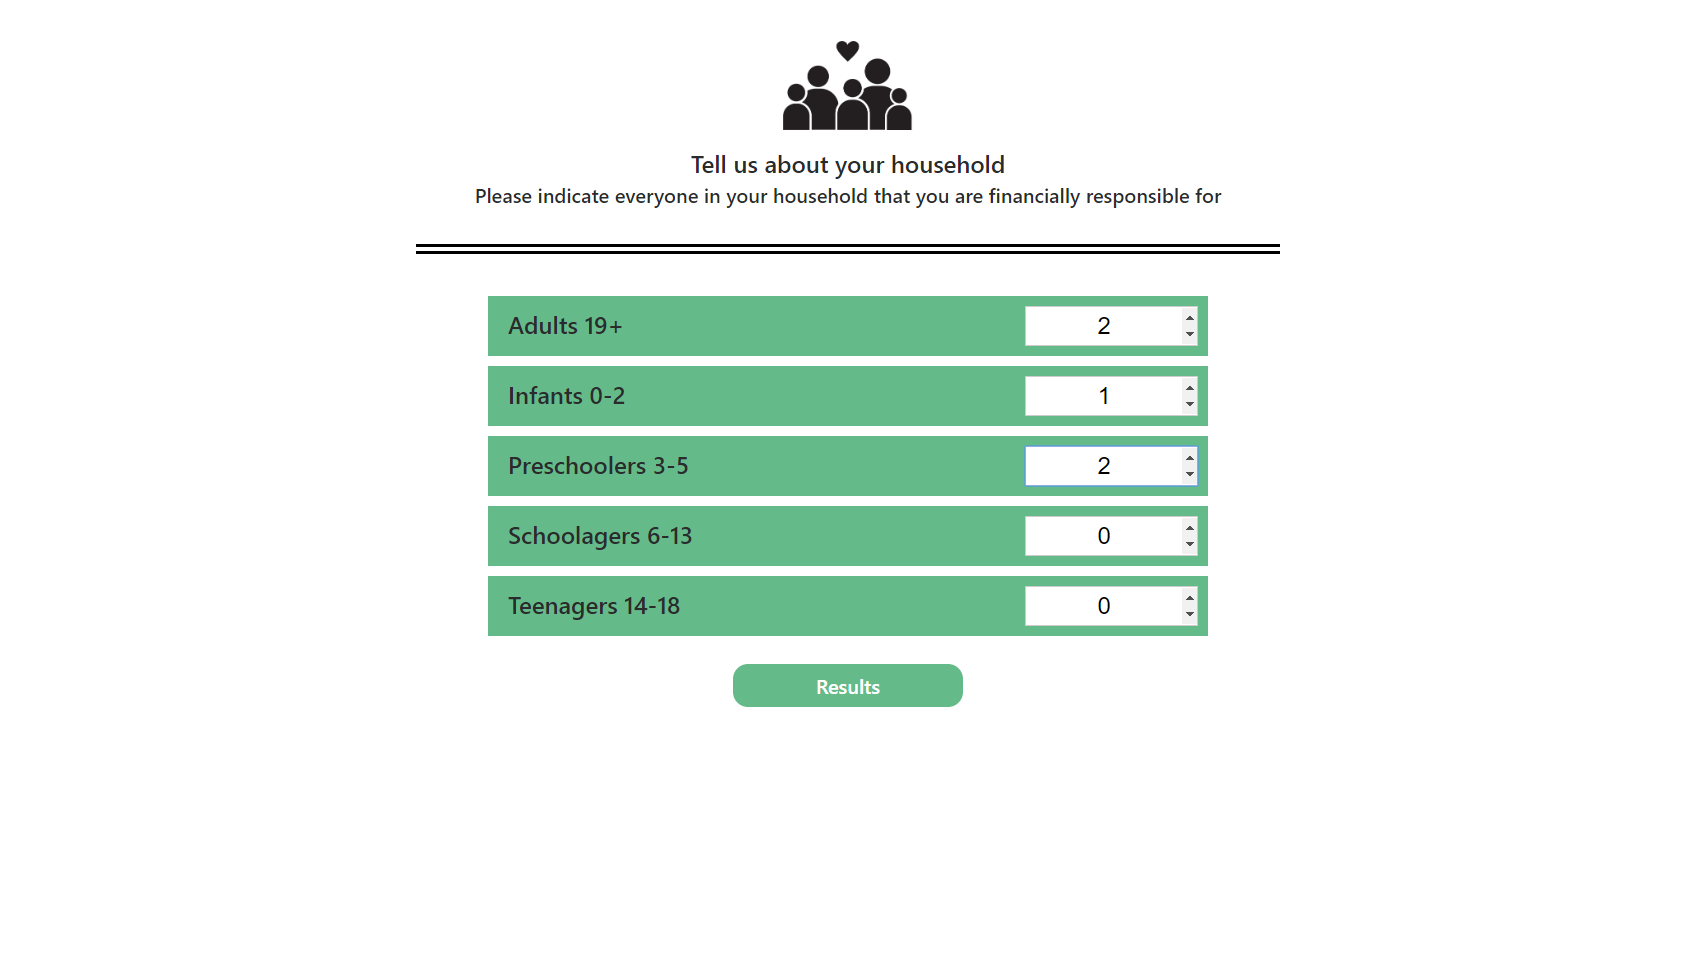 Tell us about your household
Please indicate everyone in your household that you are financially responsible for
Adults 19+ 2
Infants 0-2 1
Preschoolers 3-5 2
Schoolagers 6-13 0
Teenagers 14-18 0
Results